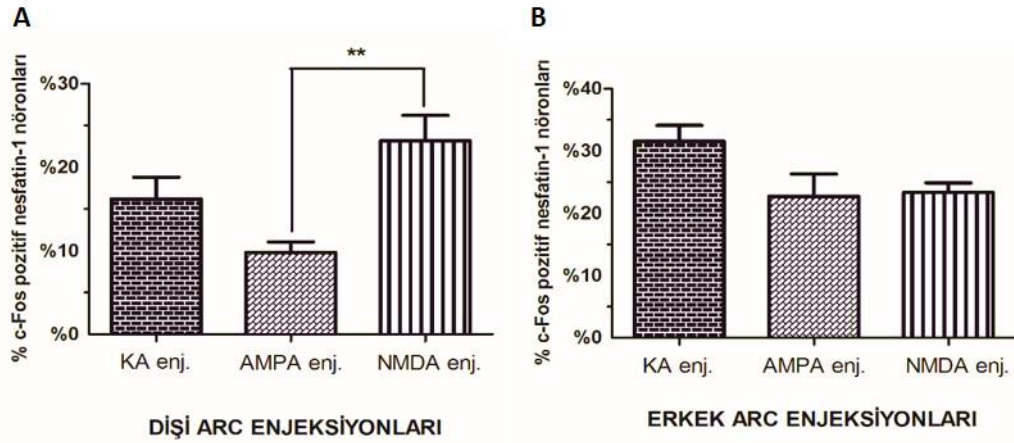 A
% c-Fos pozitif nesfatin-1 nöronları
%30
%20
%10
%0
**
KA enj.
AMPA enj.
NMDA enj.
DİŞİ ARC ENJEKSİYONLARI
B
% c-Fos pozitif nesfatin-1 nöronları
%40
%30
%20
%10
%0
KA enj.
AMPA enj.
NMDA enj.
ERKEK ARC ENJEKSİYONLARI